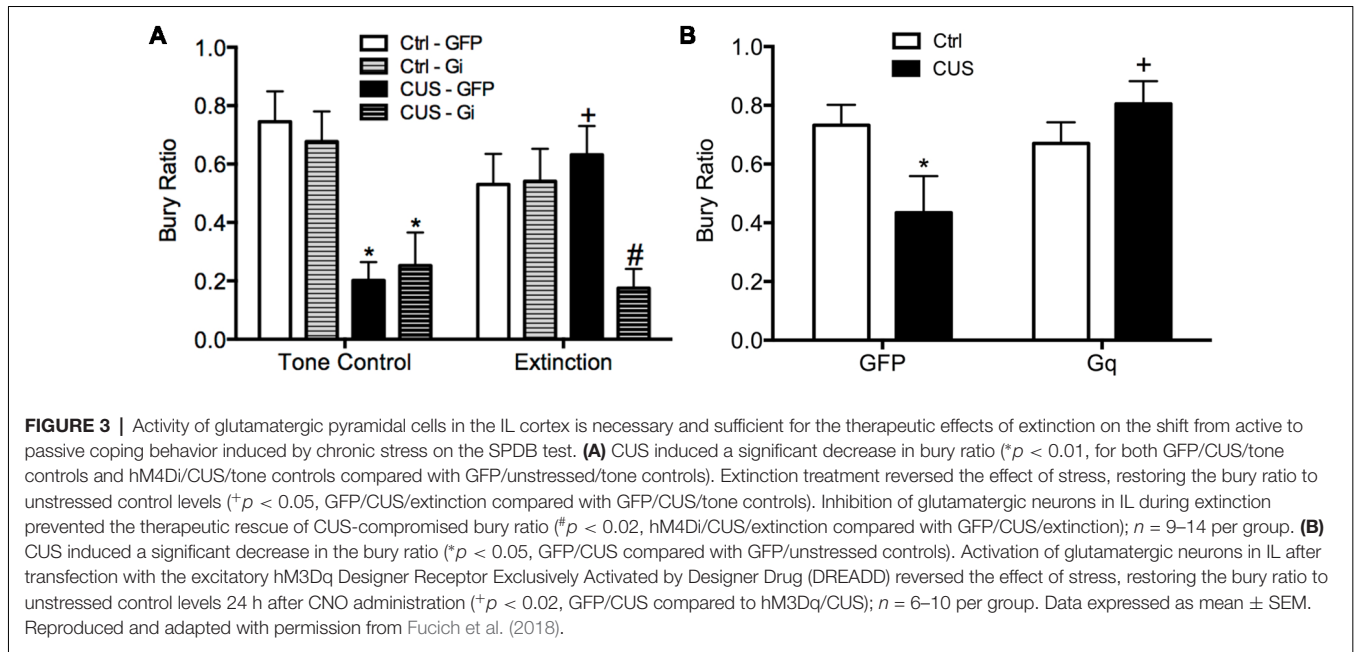 A
Bury Ratio
1.0
0.8
0.6
0.4
0.2
0.0
Ctrl - GFP
Ctrl - Gi
CUS - GFP
CUS - Gi
*
*
+
#
Tone Control
Extinction
B
Bury Ratio
1.0
0.8
0.6
0.4
0.2
0.0
Ctrl
CUS
*
+
GFP
Gq
FIGURE 3 | Activity of glutamatergic pyramidal cells in the IL cortex is necessary and sufficient for the therapeutic effects of extinction on the shift from active to
passive coping behavior induced by chronic stress on the SPDB test. (A) CUS induced a significant decrease in bury ratio (*p < 0.01, for both GFP/CUS/tone
controls and hM4Di/CUS/tone controls compared with GFP/unstressed/tone controls). Extinction treatment reversed the effect of stress, restoring the bury ratio to
unstressed control levels (+p < 0.05, GFP/CUS/extinction compared with GFP/CUS/tone controls). Inhibition of glutamatergic neurons in IL during extinction
prevented the therapeutic rescue of CUS-compromised bury ratio (#p < 0.02, hM4Di/CUS/extinction compared with GFP/CUS/extinction); n = 9–14 per group. (B)
CUS induced a significant decrease in the bury ratio (*p < 0.05, GFP/CUS compared with GFP/unstressed controls). Activation of glutamatergic neurons in IL after
transfection with the excitatory hM3Dq Designer Receptor Exclusively Activated by Designer Drug (DREADD) reversed the effect of stress, restoring the bury ratio to
unstressed control levels 24 h after CNO administration (+p < 0.02, GFP/CUS compared to hM3Dq/CUS); n = 6–10 per group. Data expressed as mean ± SEM.
Reproduced and adapted with permission from Fucich et al. (2018).